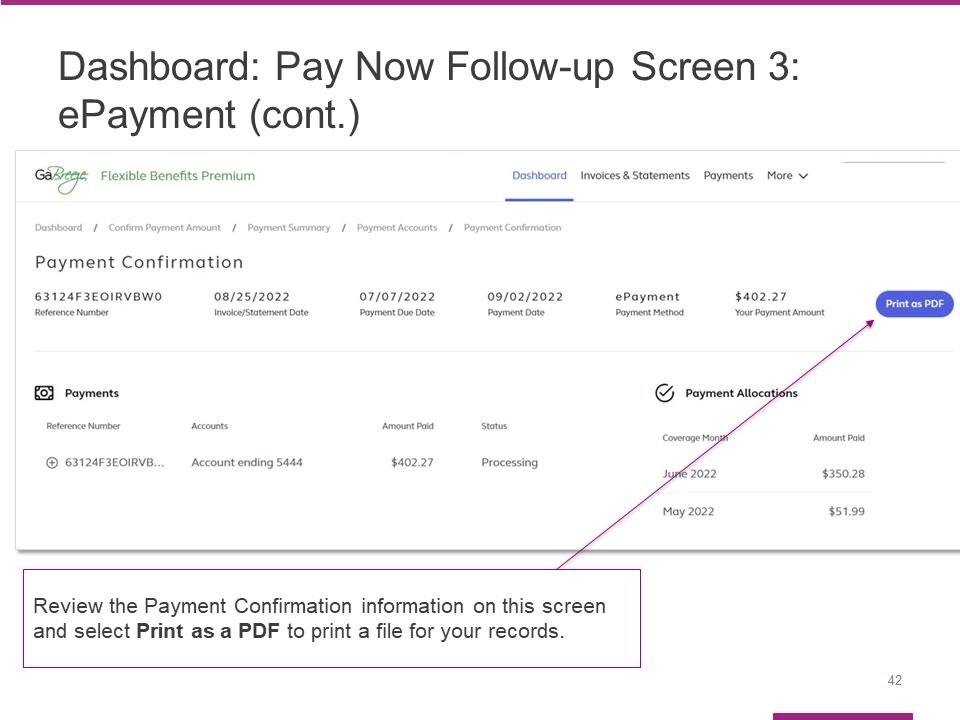 Dashboard: Pay Now Follow-up Screen 3:
ePayment (cont.)
GaBreeze Flexible Benefits Premium
Dashboard Invoices & Statements Payments More
Dashboard / Confirm Payment Amount / Payment Summary / Payment Accounts / Payment Confirmation
Payment Confirmation
63124F3EOIRVBW0 08/25/2022 07/07/2022 09/02/2022 ePayment $402.27
Reference Number Invoice/Statement Date Payment Due Date Payment Date Payment Method Your Payment Amount
Print as PDF
Payments
Reference Number Accounts Amount Paid Status
63124F3EOIRVB... Account ending 5444 $402.27 Processing
Payment Allocations
Coverage Month Amount Paid
June 2022 $350.28
May 2022 $51.99
Review the Payment Confirmation information on this screen
and select Print as a PDF to print a file for your records.
42